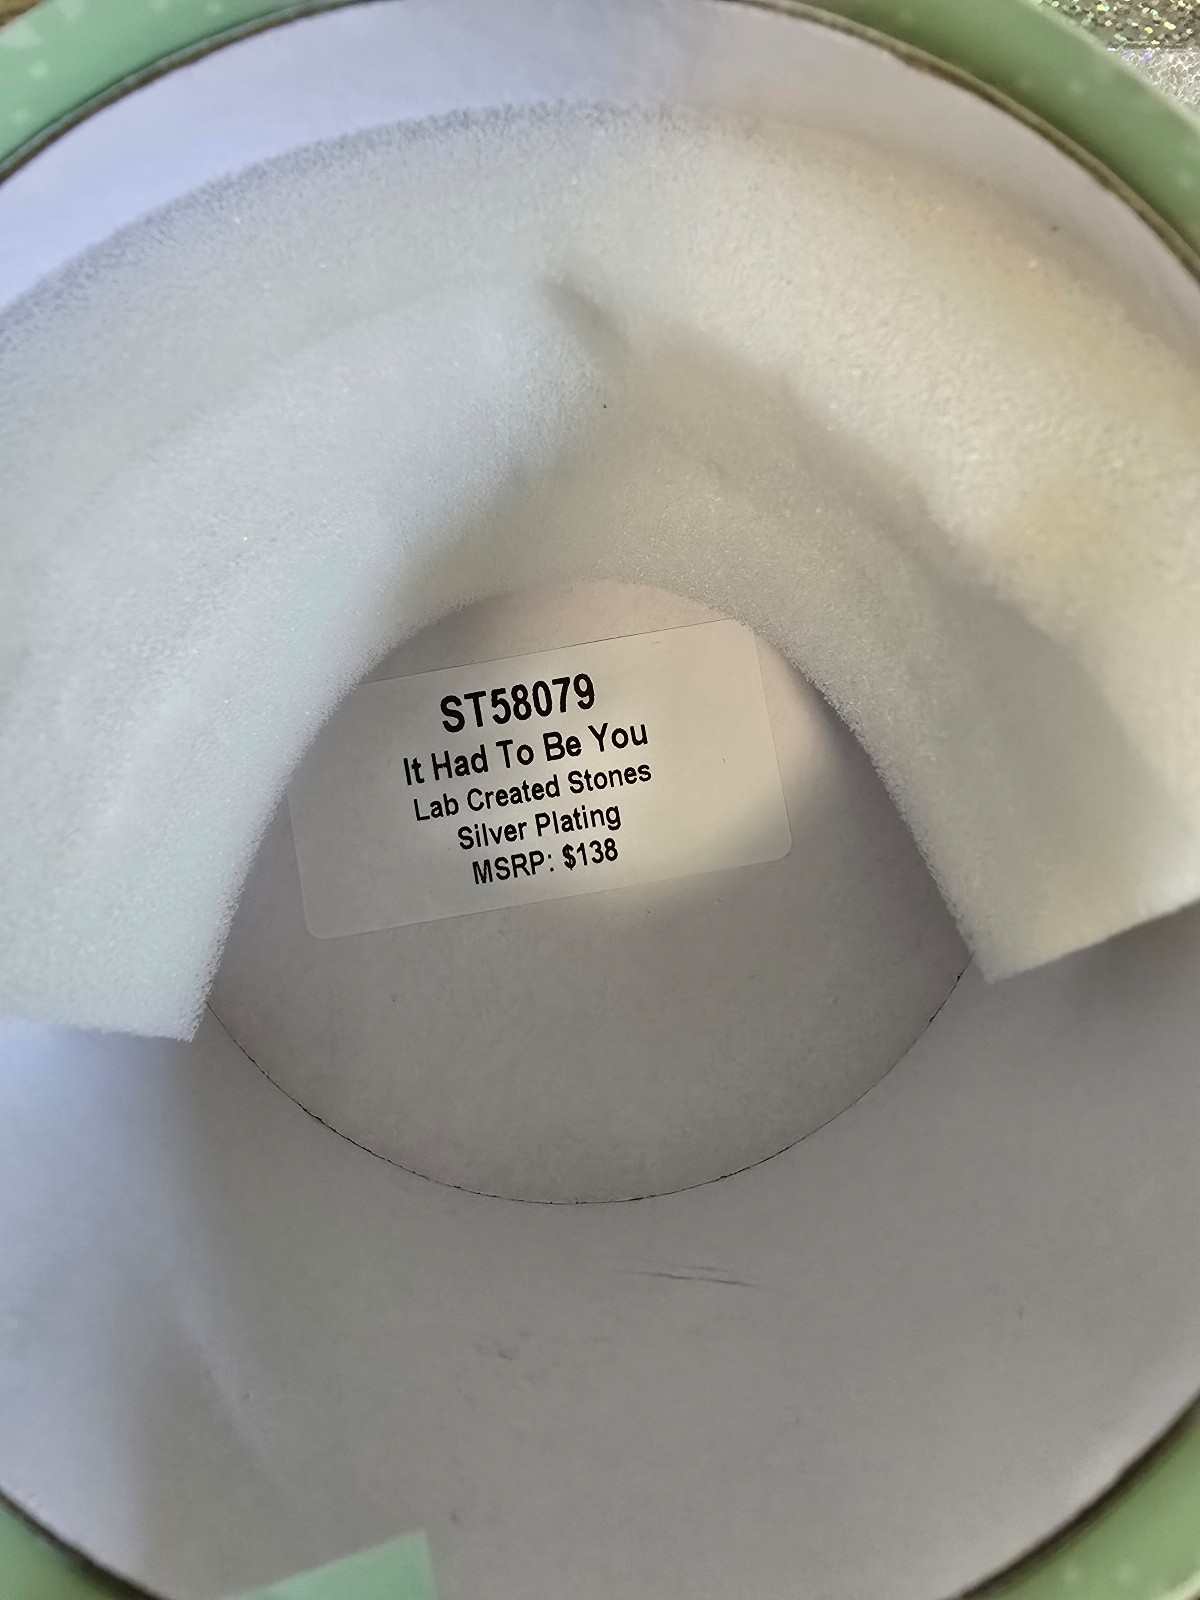 ST58079
It Had To Be You
Lab Created Stones
Silver Plating
MSRP: $138